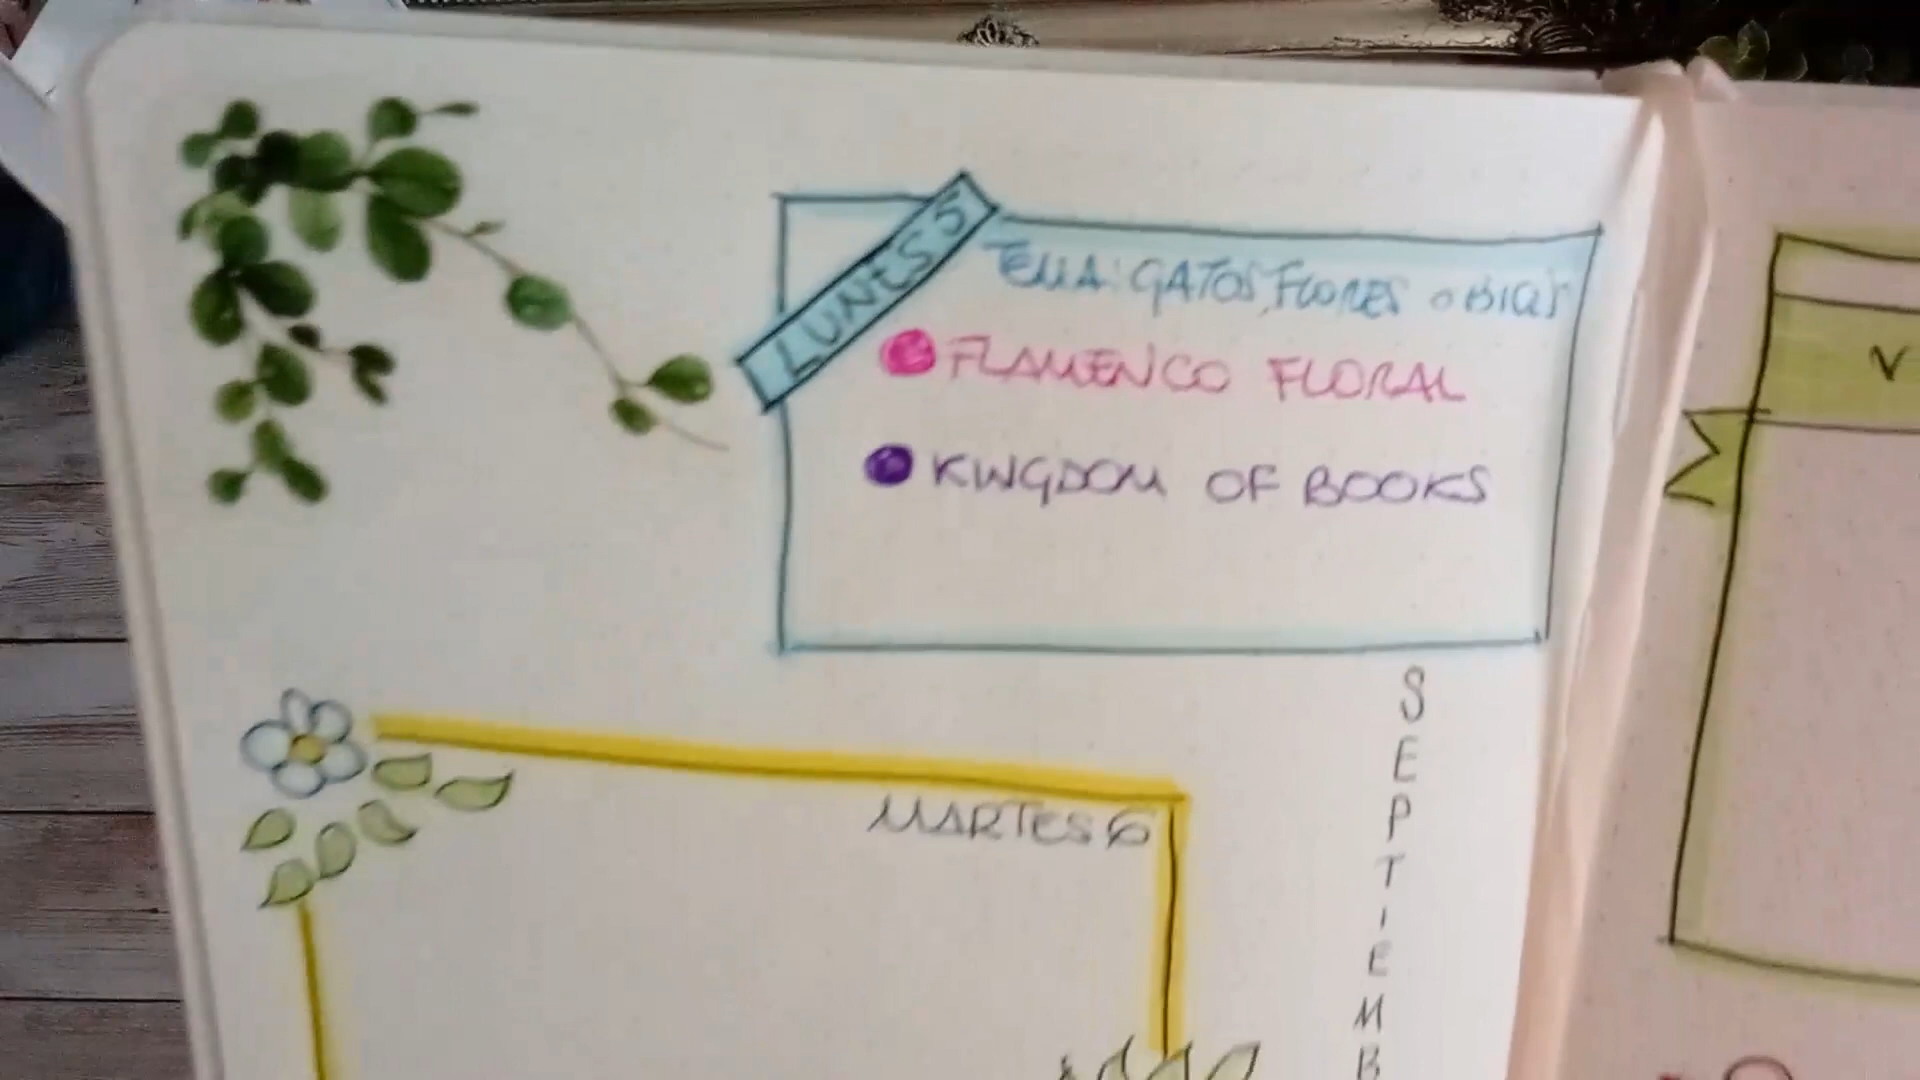 LUNES 5
TEMA: GATOS, FLORES O BICIS
FLAMENCO FLORAL
KINGDOM OF BOOKS
MARTES 6
SEPTIEMB
V